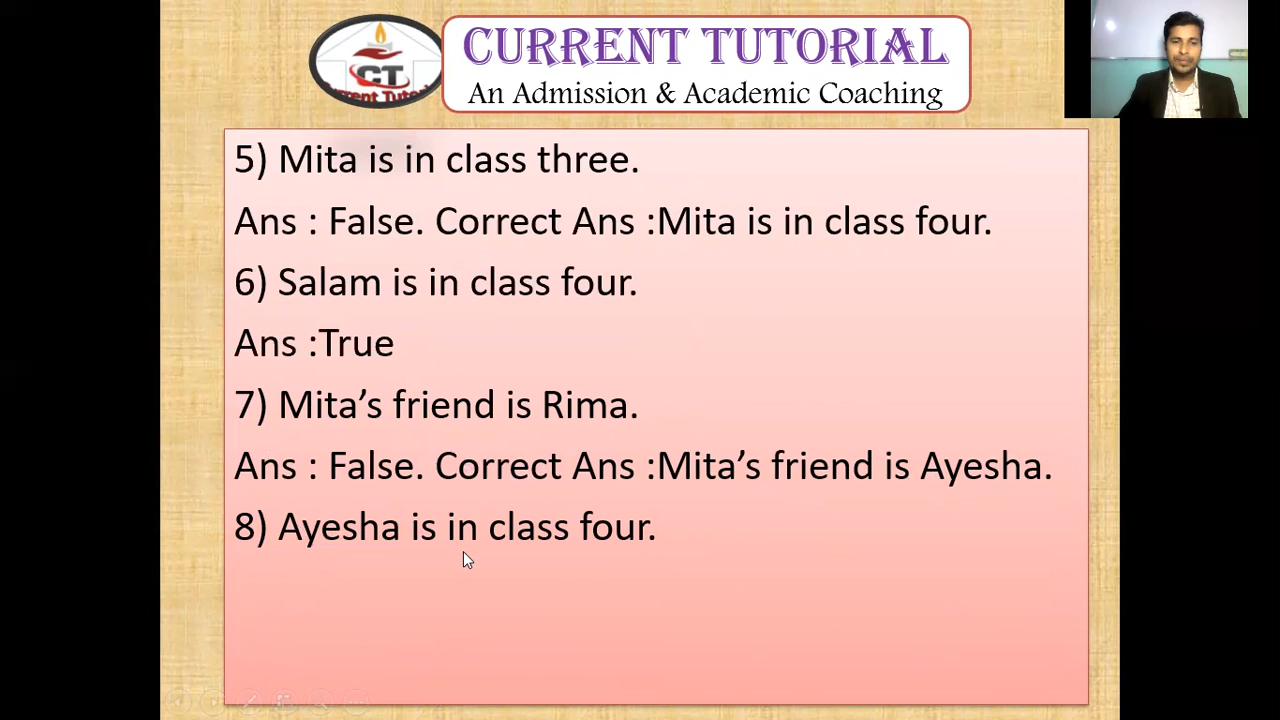 CURRENT TUTORIAL
An Admission & Academic Coaching
CT
5) Mita is in class three.
Ans : False. Correct Ans :Mita is in class four.
6) Salam is in class four.
Ans :True
7) Mita’s friend is Rima.
Ans : False. Correct Ans :Mita’s friend is Ayesha.
8) Ayesha is in class four.